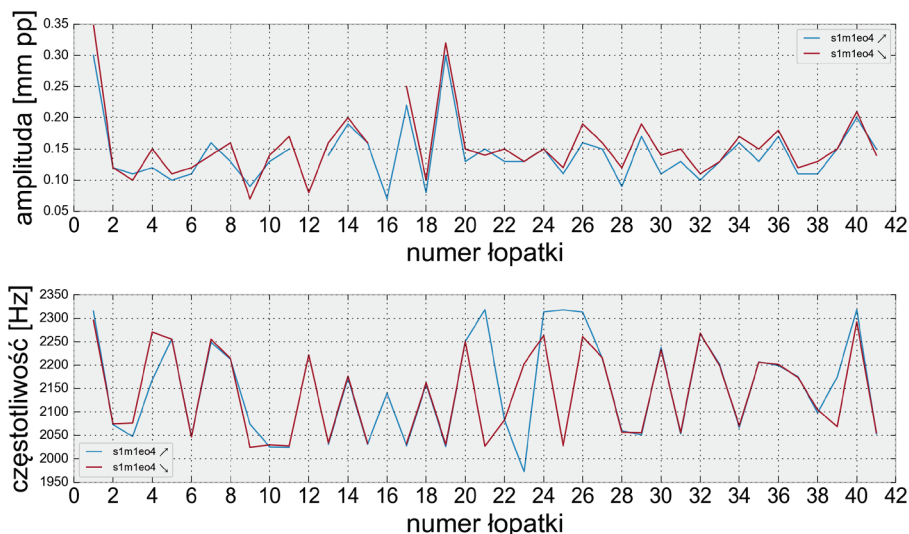 amplituda [mm pp]
0.35
0.30
0.25
0.20
0.15
0.10
0.05
s1m1eo4 ↗
s1m1eo4 ↘
0 2 4 6 8 10 12 14 16 18 20 22 24 26 28 30 32 34 36 38 40 42
numer łopatki
częstotliwość [Hz]
2350
2300
2250
2200
2150
2100
2050
2000
1950
s1m1eo4 ↗
s1m1eo4 ↘
0 2 4 6 8 10 12 14 16 18 20 22 24 26 28 30 32 34 36 38 40 42
numer łopatki